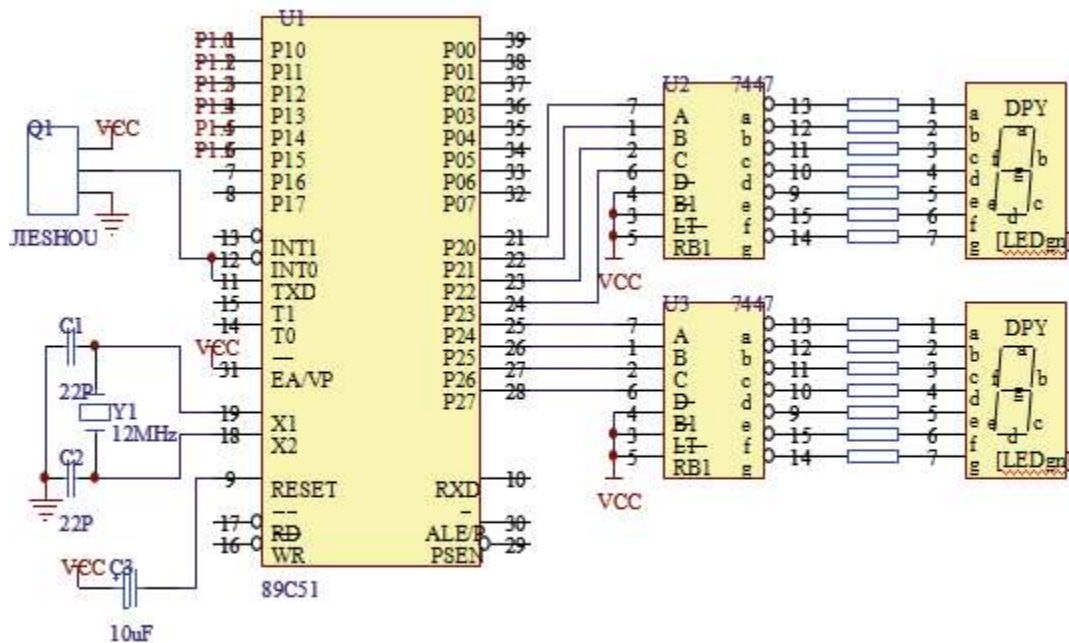 U1
P1.0 1 P10 P00 39
P1.1 2 P11 P01 38
P1.2 3 P12 P02 37
P1.3 4 P13 P03 36
P1.4 5 P14 P04 35
P1.5 6 P15 P05 34
7 P16 P06 33
8 P17 P07 32
13 INT1 P20 21
12 INT0 P21 22
11 TXD P22 23
15 T1 P23 24
14 T0 P24 25
P25 26
31 EA/VP P26 27
P27 28
19 X1
18 X2
9 RESET RXD 10
17 RD ALE/P 30
16 WR PSEN 29
89C51
Q1 VCC
JIESHOU
VCC
C1
22P
Y1
12MHz
C2
22P
VCC C3
10uF
U2 7447
7 A a 13 1 a DPY
1 B b 12 2 b a
2 C c 11 3 c f b
6 D d 10 4 d g
4 B1 e 9 5 e e d c
3 LT f 15 6 f
5 RB1 g 14 7 g [LEDgn]
VCC
U3 7447
7 A a 13 1 a DPY
1 B b 12 2 b a
2 C c 11 3 c f b
6 D d 10 4 d g
4 B1 e 9 5 e e d c
3 LT f 15 6 f
5 RB1 g 14 7 g [LEDgn]
VCC